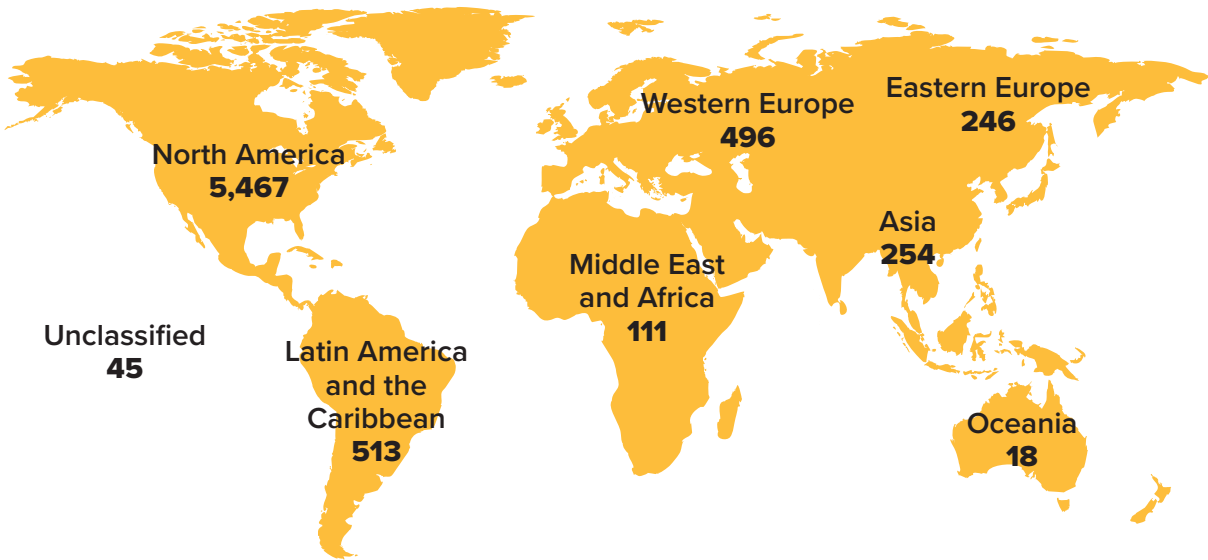 North America
5,467
Western Europe
496
Eastern Europe
246
Asia
254
Middle East
and Africa
111
Unclassified
45
Latin America
and the
Caribbean
513
Oceania
18